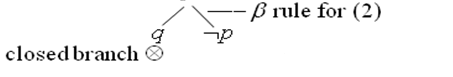 β rule for (2)
q ¬p
closed branch ⊗